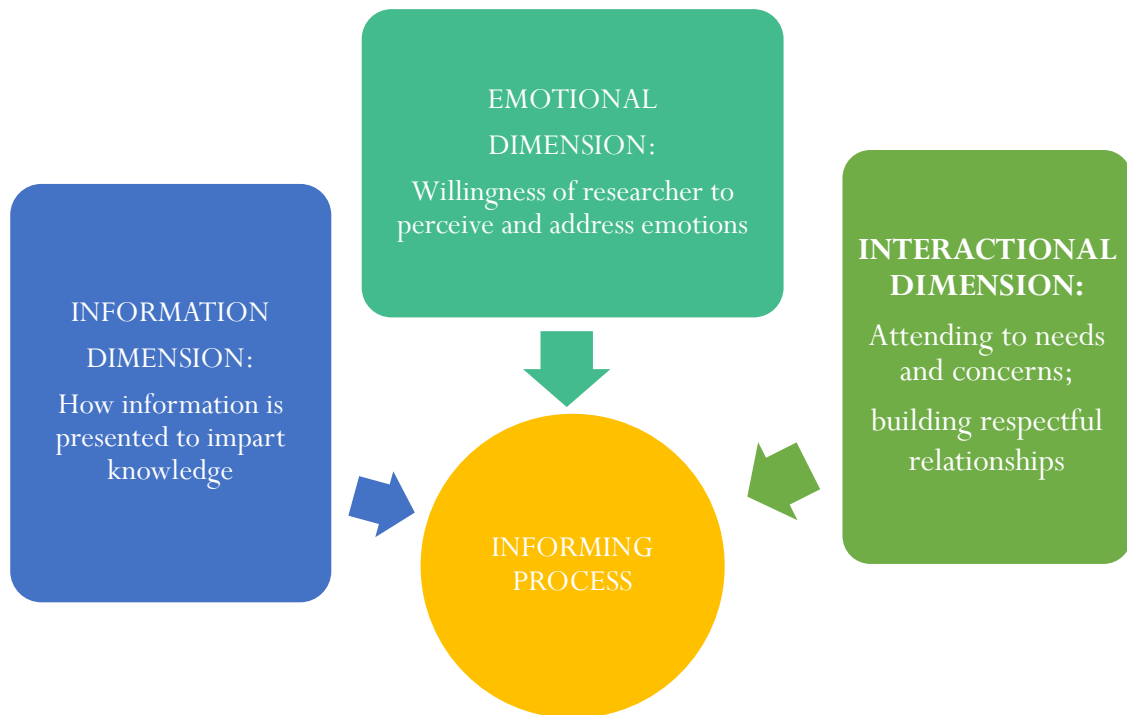 INFORMATION
DIMENSION:
How information is
presented to impart
knowledge
EMOTIONAL
DIMENSION:
Willingness of researcher to
perceive and address emotions
INTERACTIONAL
DIMENSION:
Attending to needs
and concerns;
building respectful
relationships
INFORMING
PROCESS